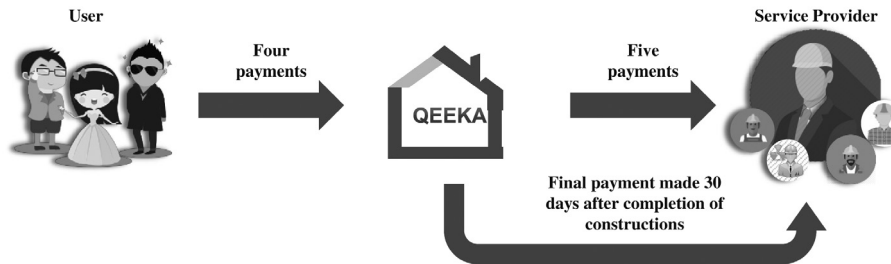 User
Service Provider
Four
payments
Five
payments
QEEKA
Final payment made 30
days after completion of
constructions